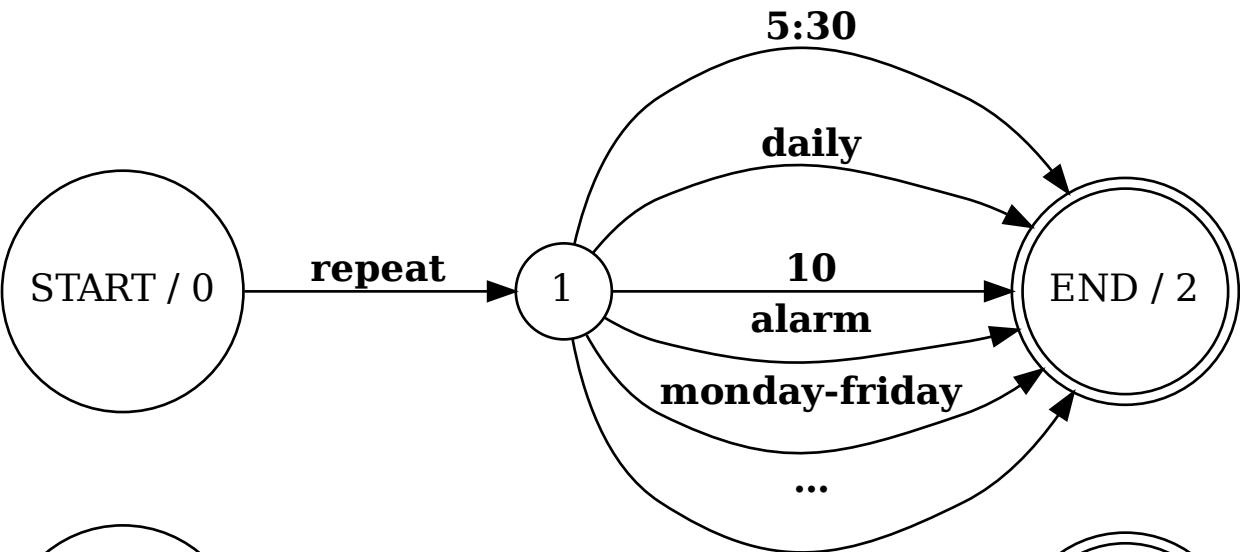 5:30
daily
START / 0
repeat
1
10
END / 2
alarm
monday-friday
...